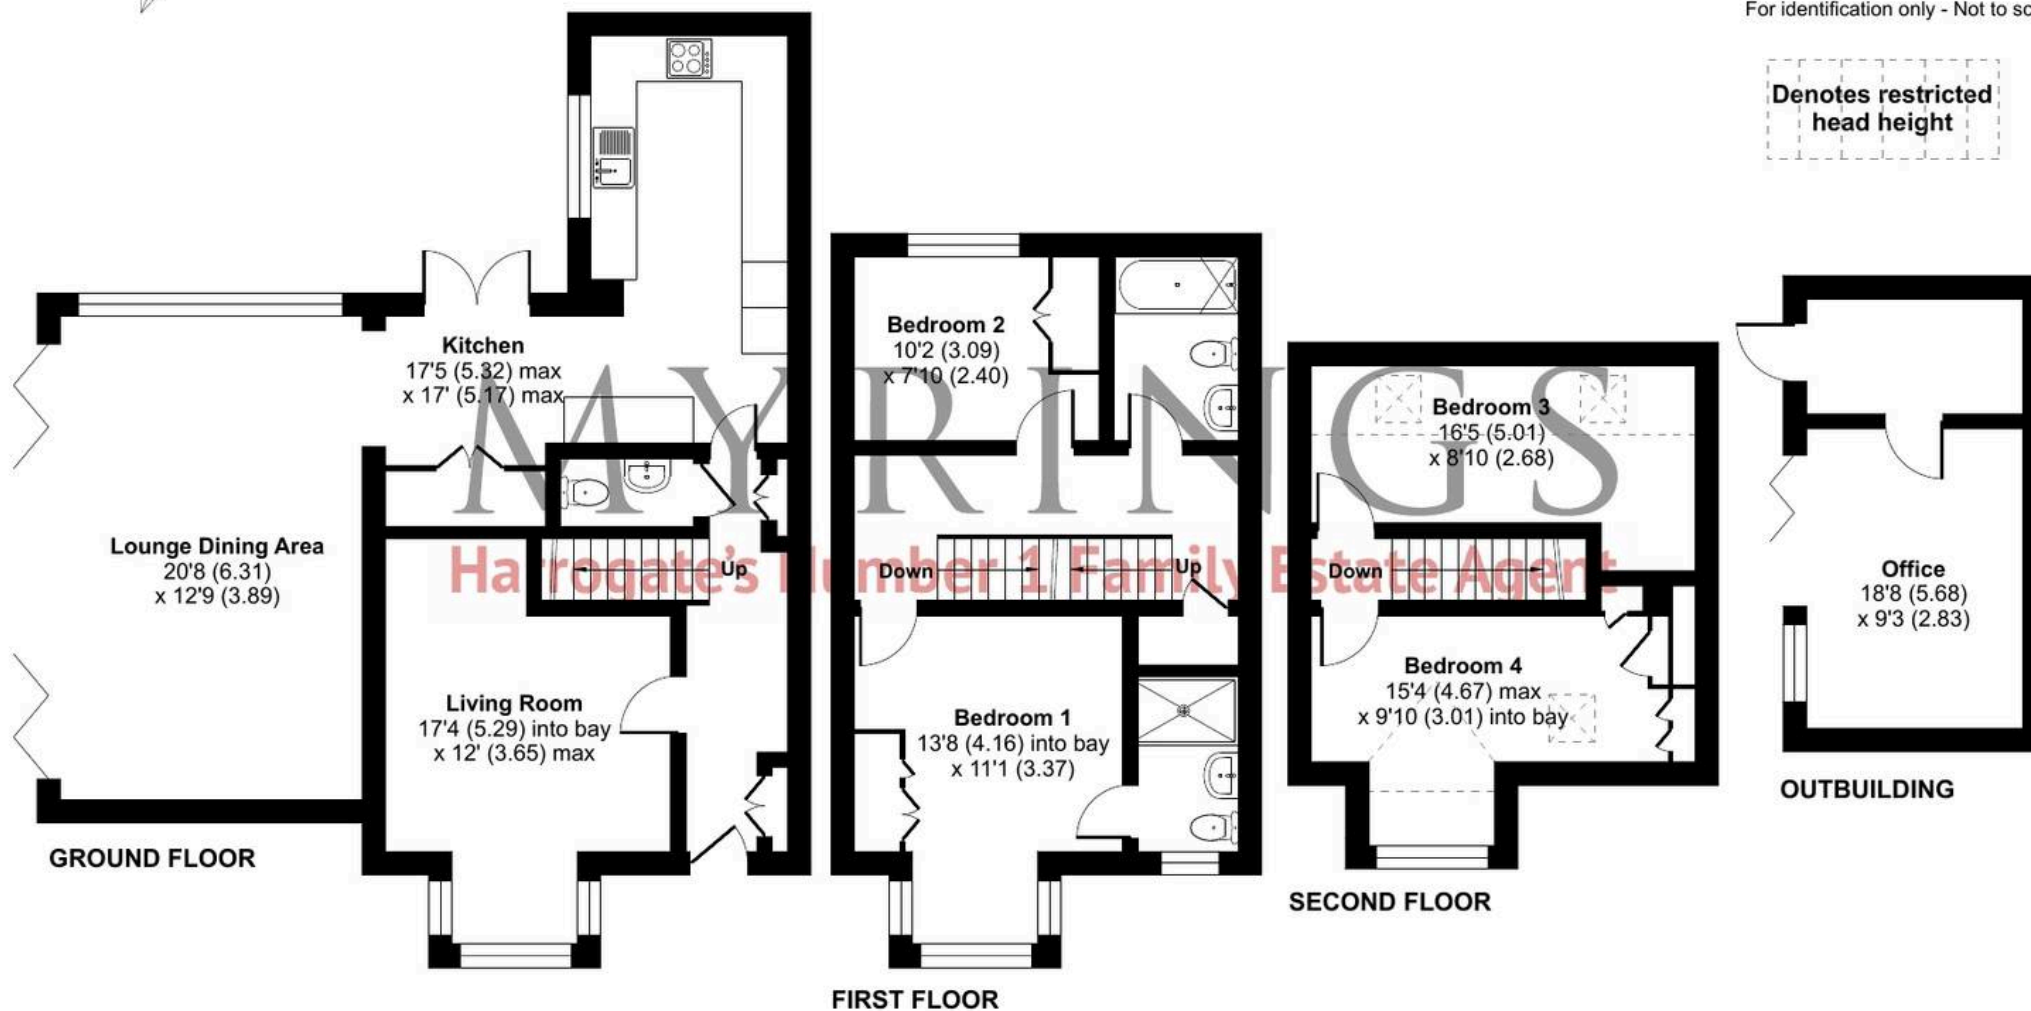 For identification only - Not to sc
Denotes restricted
head height
Kitchen
17'5 (5.32) max
x 17' (5.17) max
Lounge Dining Area
20'8 (6.31)
x 12'9 (3.89)
Up
Living Room
17'4 (5.29) into bay
x 12' (3.65) max
GROUND FLOOR
Bedroom 2
10'2 (3.09)
x 7'10 (2.40)
Down
Up
Bedroom 1
13'8 (4.16) into bay
x 11'1 (3.37)
FIRST FLOOR
Bedroom 3
16'5 (5.01)
x 8'10 (2.68)
Down
Bedroom 4
15'4 (4.67) max
x 9'10 (3.01) into bay
SECOND FLOOR
Office
18'8 (5.68)
x 9'3 (2.83)
OUTBUILDING
MYRINGS
Harrogate's Number 1 Family Estate Agent